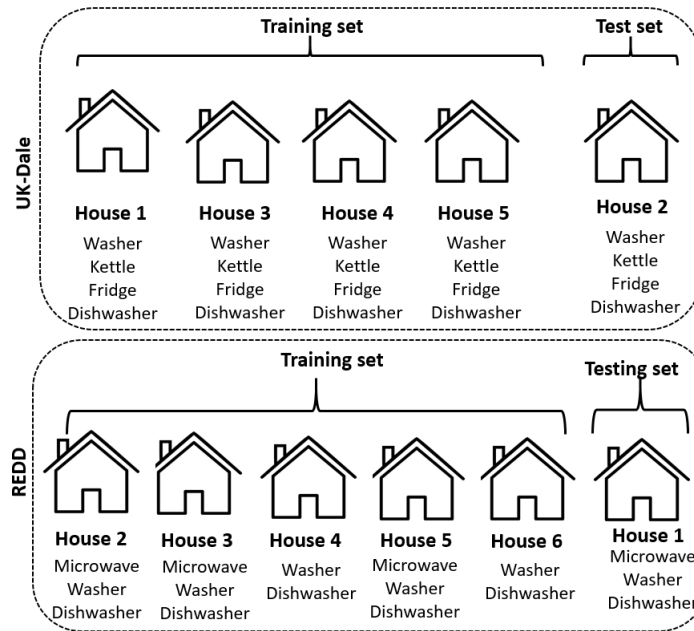 Training set
Test set
UK-Dale
House 1
Washer
Kettle
Fridge
Dishwasher
House 3
Washer
Kettle
Fridge
Dishwasher
House 4
Washer
Kettle
Fridge
Dishwasher
House 5
Washer
Kettle
Fridge
Dishwasher
House 2
Washer
Kettle
Fridge
Dishwasher
Training set
Testing set
REDD
House 2
Microwave
Washer
Dishwasher
House 3
Microwave
Washer
Dishwasher
House 4
Washer
Dishwasher
House 5
Microwave
Washer
Dishwasher
House 6
Washer
Dishwasher
House 1
Microwave
Washer
Dishwasher